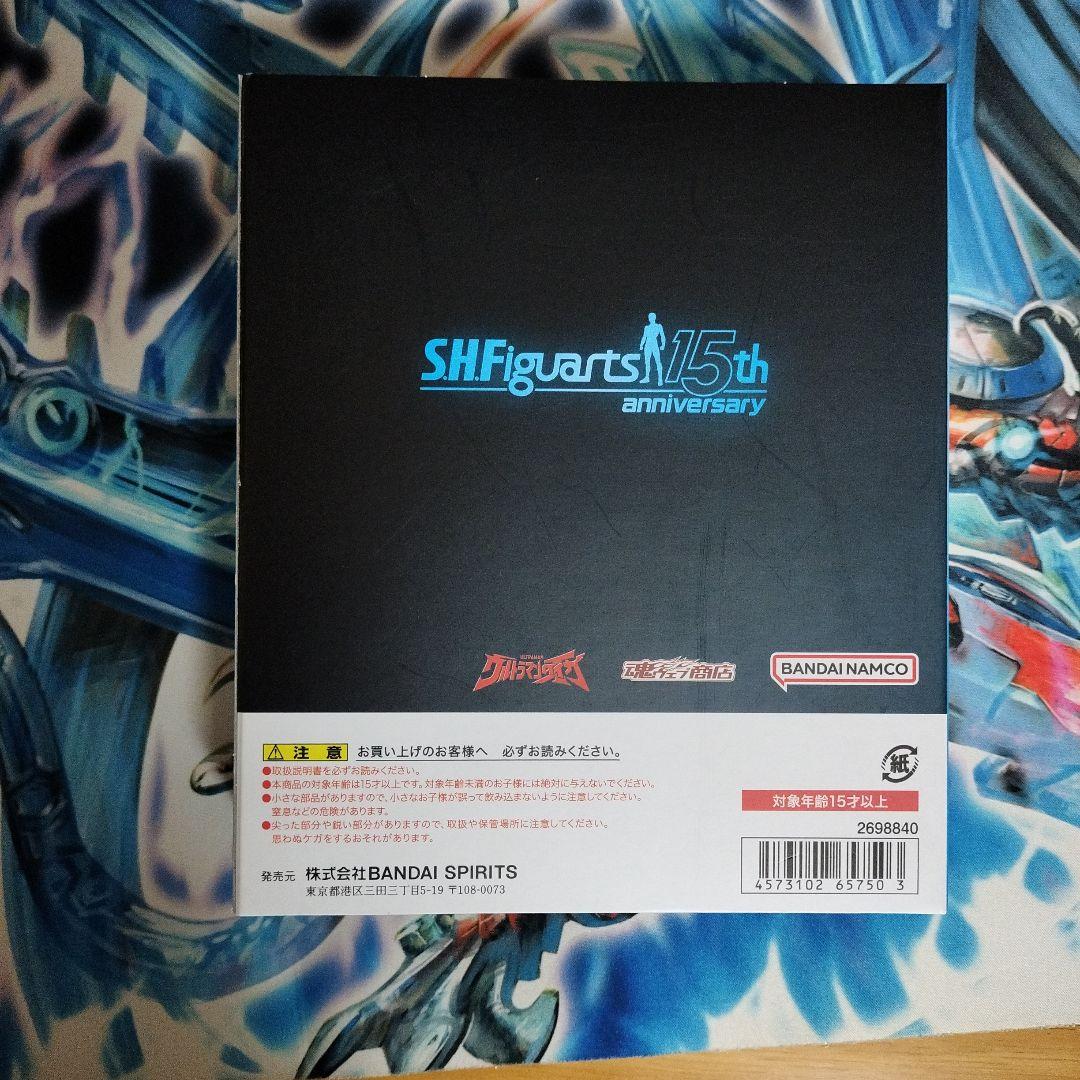 S.H.Figuarts 15th
anniversary
ULTRAMAN
ウルトラマンタイガ
魂ウェブ商店
BANDAI NAMCO
注意 お買い上げのお客様へ 必ずお読みください。
●取扱説明書を必ずお読みください。
●本商品の対象年齢は15才以上です。対象年齢未満のお子様には絶対に与えないでください。
●小さな部品がありますので、小さなお子様が誤って飲み込まないように注意してください。
窒息などの危険があります。
●尖った部分や鋭い部分がありますので、取扱や保管場所に注意してください。
思わぬケガをするおそれがあります。
発売元 株式会社BANDAI SPIRITS
東京都港区三田三丁目5-19 〒108-0073
紙
対象年齢15才以上
2698840
4573102 65750 3